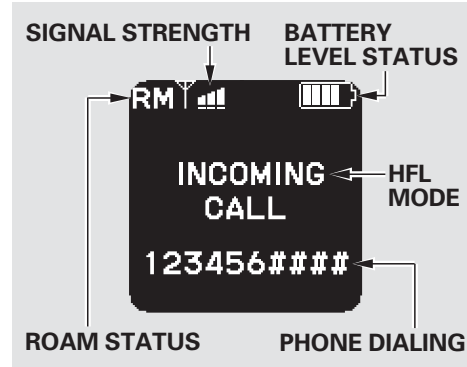 SIGNAL STRENGTH
BATTERY
LEVEL STATUS
RM
INCOMING
CALL
HFL
MODE
123456####
ROAM STATUS
PHONE DIALING